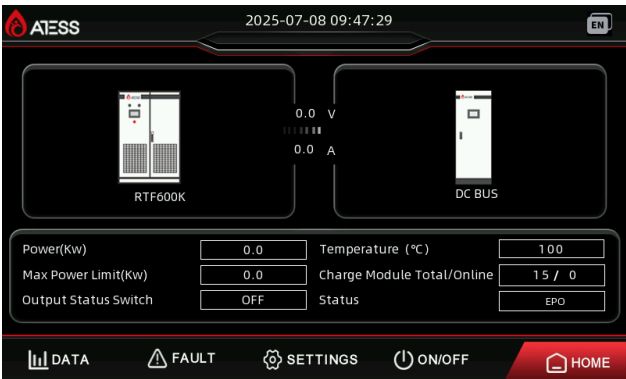 ATESS
2025-07-08 09:47:29
EN
0.0 V
0.0 A
RTF600K
DC BUS
Power(Kw) 0.0 Temperature (℃) 100
Max Power Limit(Kw) 0.0 Charge Module Total/Online 15 / 0
Output Status Switch OFF Status EPO
DATA FAULT SETTINGS ON/OFF HOME